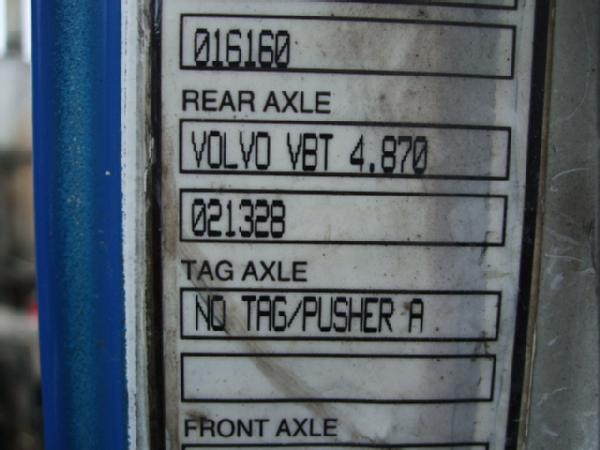 016160
REAR AXLE
VOLVO VBT 4.870
021328
TAG AXLE
NO TAG/PUSHER A
FRONT AXLE